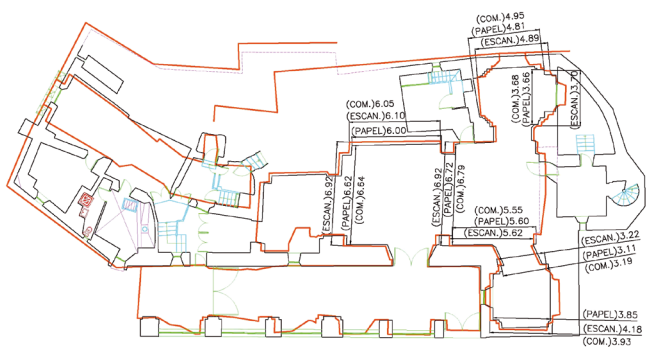 (COM.)4.95
(PAPEL)4.81
(ESCAN.)4.89
(COM.)3.68
(PAPEL)3.66
(ESCAN.)3.70
(COM.)6.05
(ESCAN.)6.10
(PAPEL)6.00
(ESCAN.)6.92
(PAPEL)6.62
(COM.)6.64
(ESCAN.)6.92
(PAPEL)6.72
(COM.)6.79
(COM.)5.55
(PAPEL)5.60
(ESCAN.)5.62
(ESCAN.)3.22
(PAPEL)3.11
(COM.)3.19
(PAPEL)3.85
(ESCAN.)4.18
(COM.)3.93